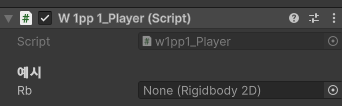 W 1pp 1_Player (Script)
Script w1pp1_Player
예시
Rb None (Rigidbody 2D)